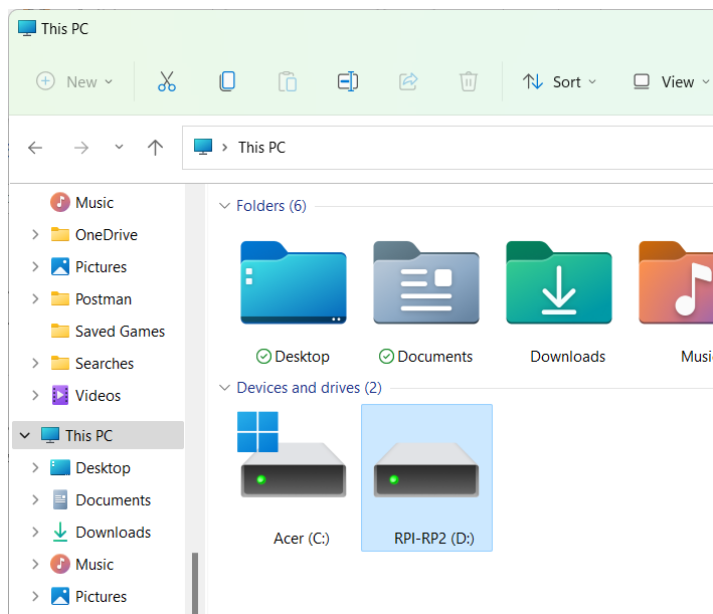 This PC
New
Sort
View
This PC
Music
OneDrive
Pictures
Postman
Saved Games
Searches
Videos
This PC
Desktop
Documents
Downloads
Music
Pictures
Folders (6)
Desktop
Documents
Downloads
Music
Devices and drives (2)
Acer (C:)
RPI-RP2 (D:)